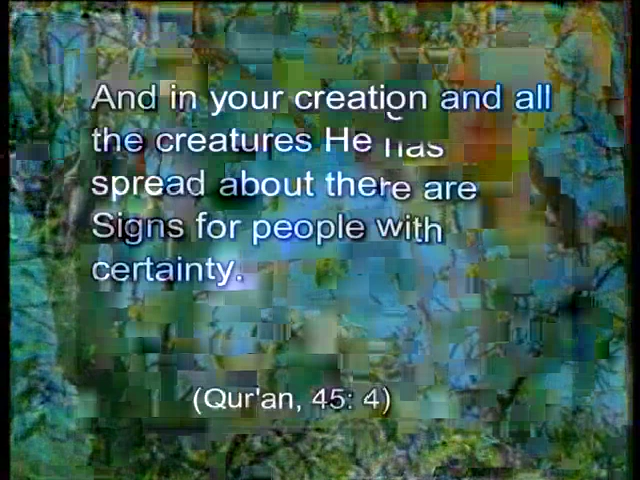 And in your creation and all
the creatures He has
spread about there are
Signs for people with
certainty.
(Qur'an, 45: 4)